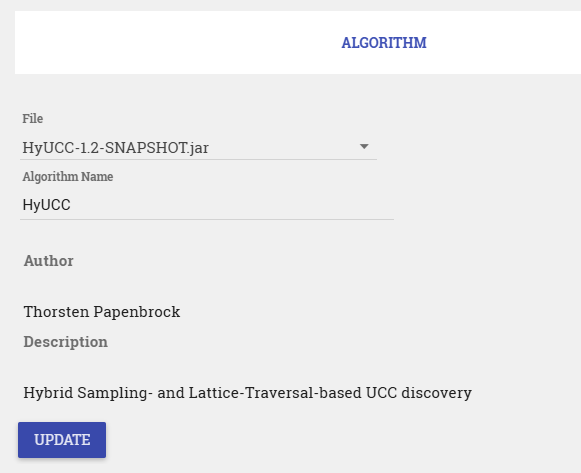 ALGORITHM
File
HyUCC-1.2-SNAPSHOT.jar
Algorithm Name
HyUCC
Author
Thorsten Papenbrock
Description
Hybrid Sampling- and Lattice-Traversal-based UCC discovery
UPDATE